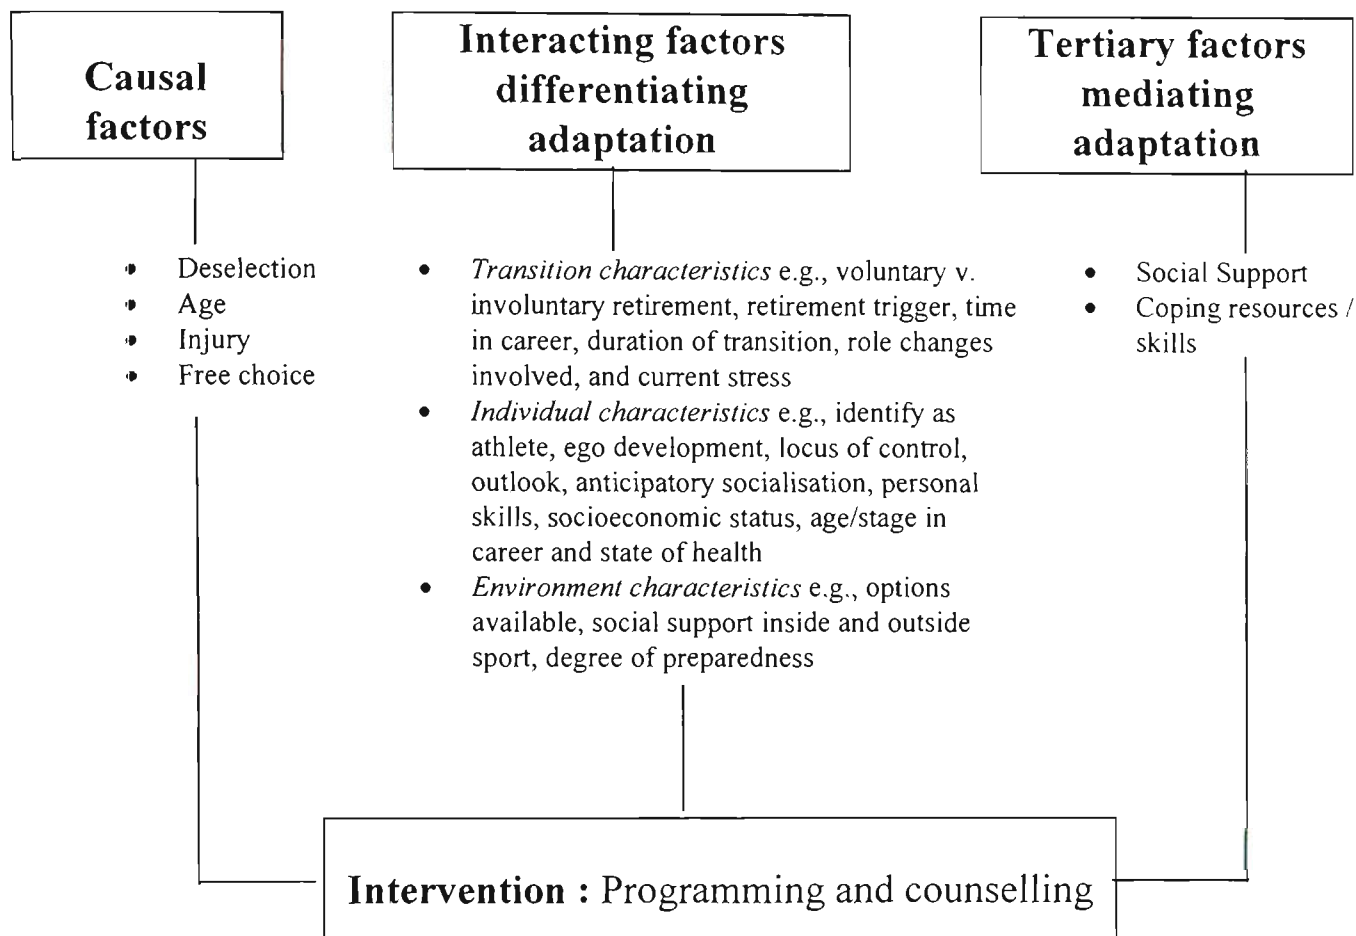 Causal
factors
Interacting factors
differentiating
adaptation
Tertiary factors
mediating
adaptation
• Deselection
• Age
• Injury
• Free choice
• Transition characteristics e.g., voluntary v.
involuntary retirement, retirement trigger, time
in career, duration of transition, role changes
involved, and current stress
• Individual characteristics e.g., identify as
athlete, ego development, locus of control,
outlook, anticipatory socialisation, personal
skills, socioeconomic status, age/stage in
career and state of health
• Environment characteristics e.g., options
available, social support inside and outside
sport, degree of preparedness
• Social Support
• Coping resources /
skills
Intervention : Programming and counselling